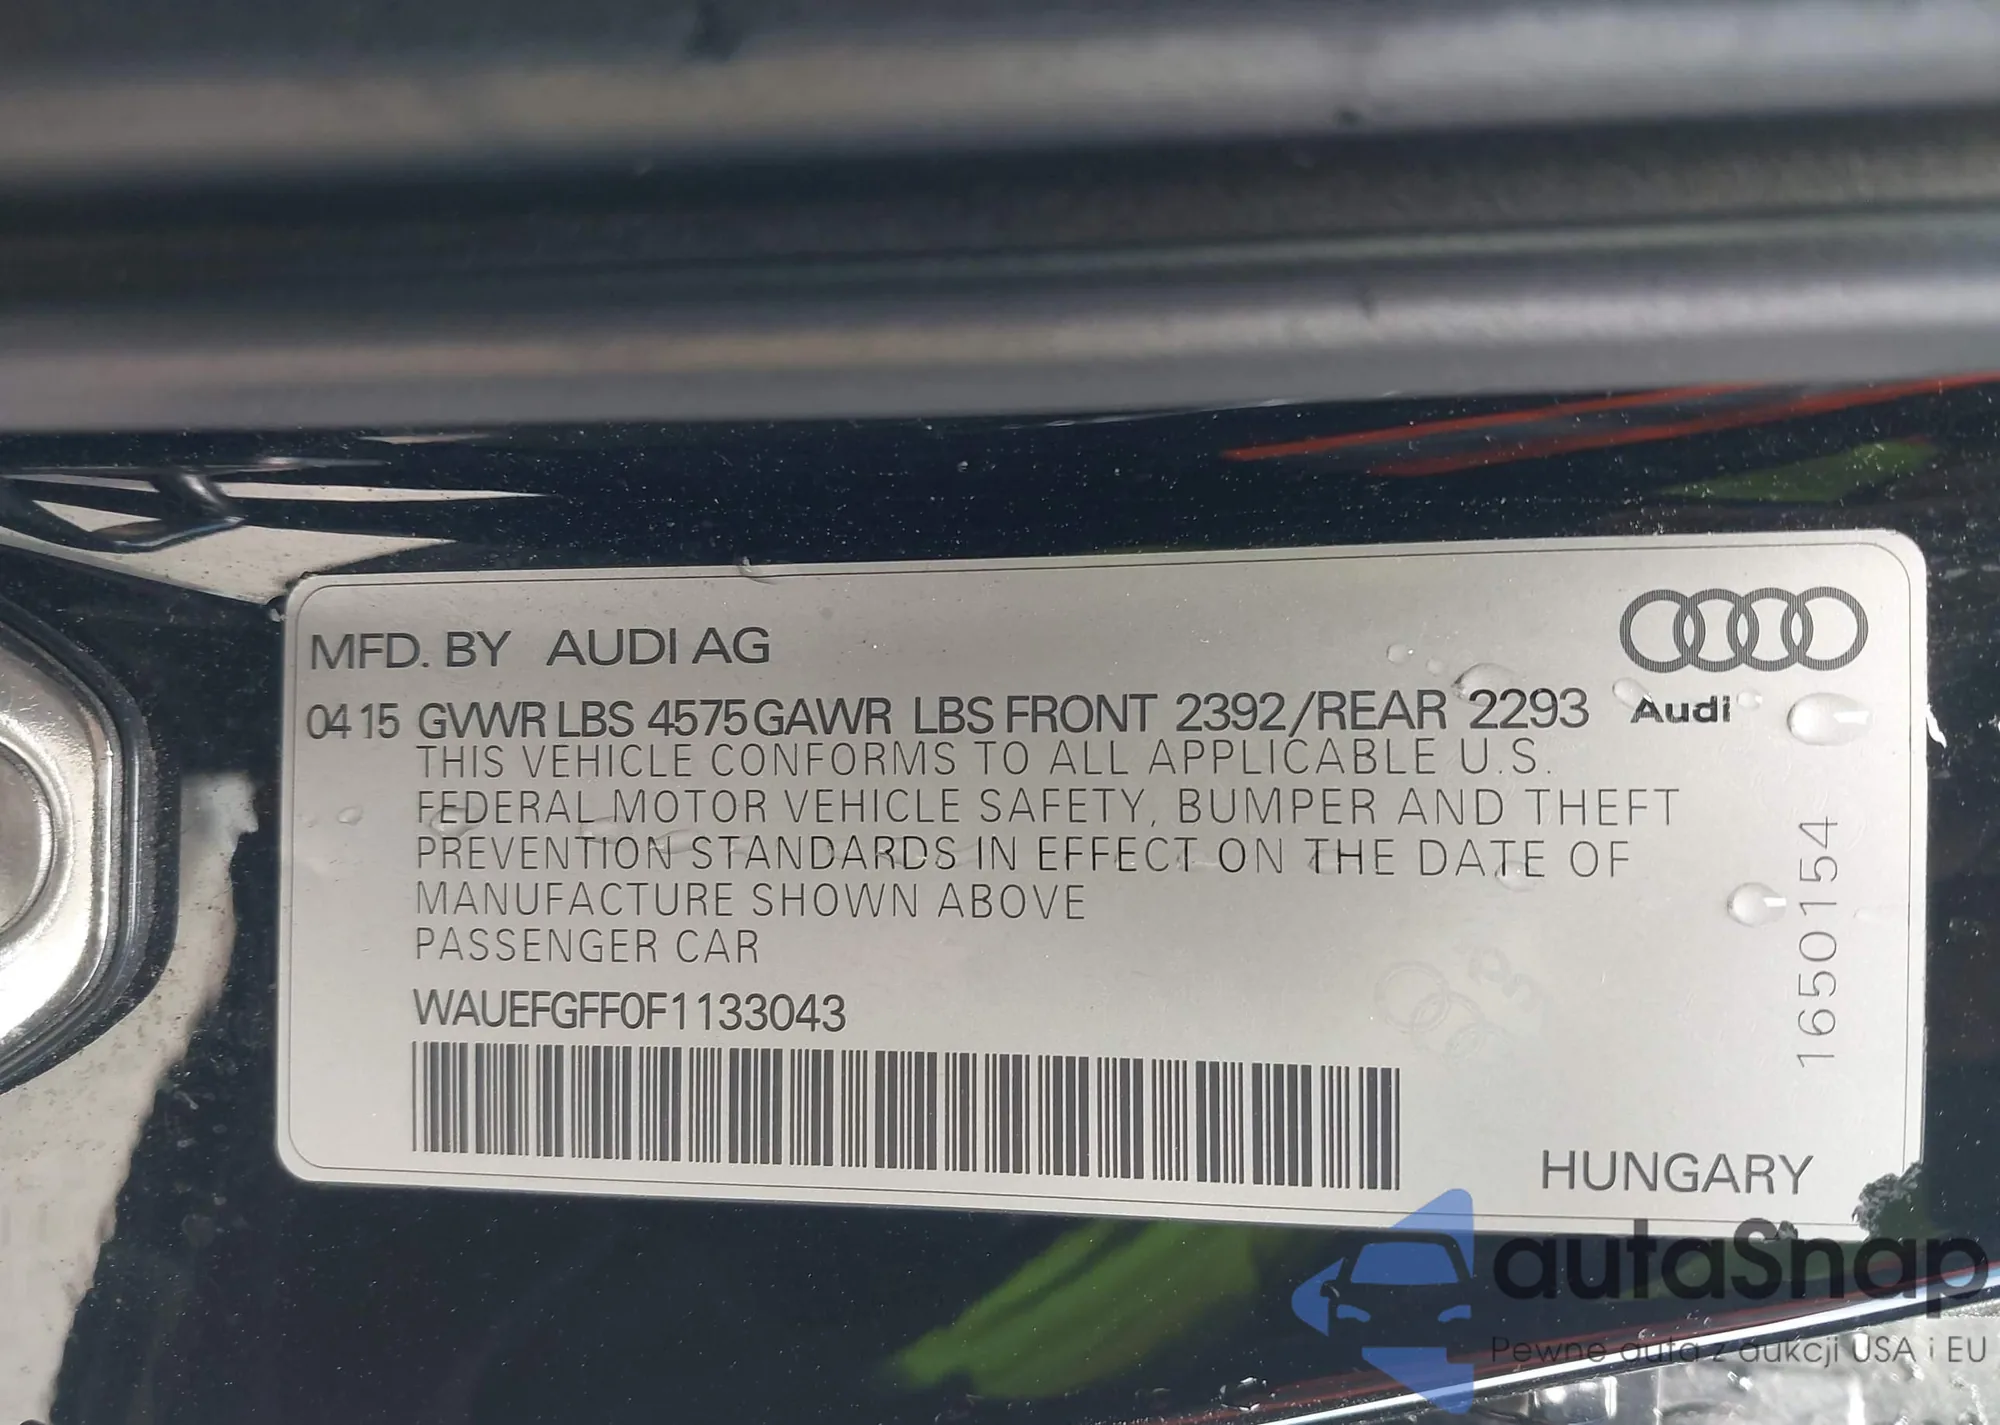 MFD. BY AUDI AG
04 15 GVWR LBS 4575 GAWR LBS FRONT 2392/REAR 2293
Audi
THIS VEHICLE CONFORMS TO ALL APPLICABLE U.S.
FEDERAL MOTOR VEHICLE SAFETY, BUMPER AND THEFT
PREVENTION STANDARDS IN EFFECT ON THE DATE OF
MANUFACTURE SHOWN ABOVE
PASSENGER CAR
WAUEFGFF0F1133043
1650154
HUNGARY
autaSnap
Pewne auta z aukcji USA i EU